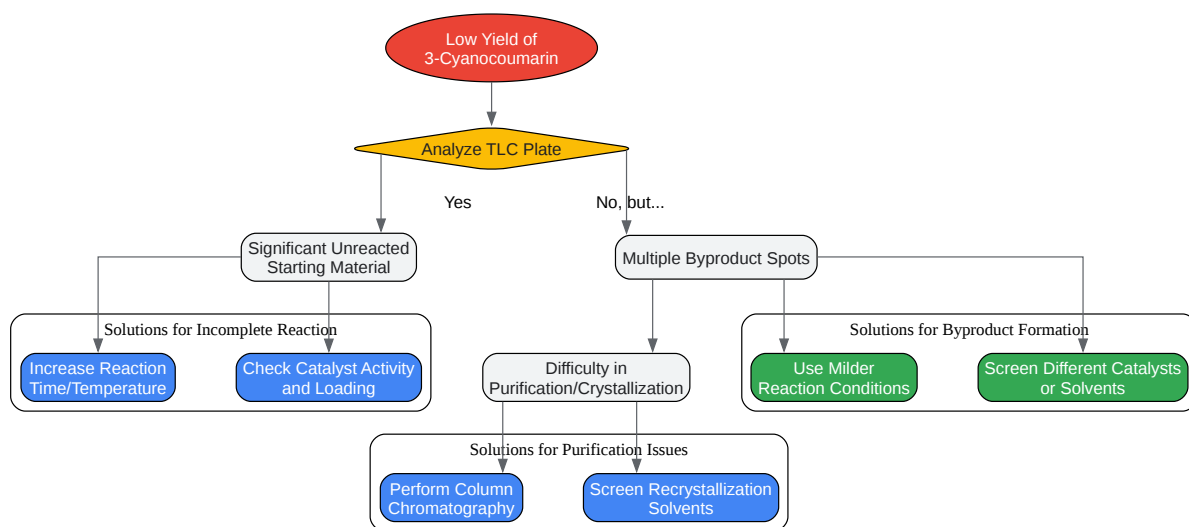 Low Yield of
3-Cyanocoumarin
Analyze TLC Plate
Yes
No, but...
Significant Unreacted
Starting Material
Multiple Byproduct Spots
Solutions for Incomplete Reaction
Increase Reaction
Time/Temperature
Check Catalyst Activity
and Loading
Difficulty in
Purification/Crystallization
Solutions for Byproduct Formation
Use Milder
Reaction Conditions
Screen Different Catalysts
or Solvents
Solutions for Purification Issues
Perform Column
Chromatography
Screen Recrystallization
Solvents